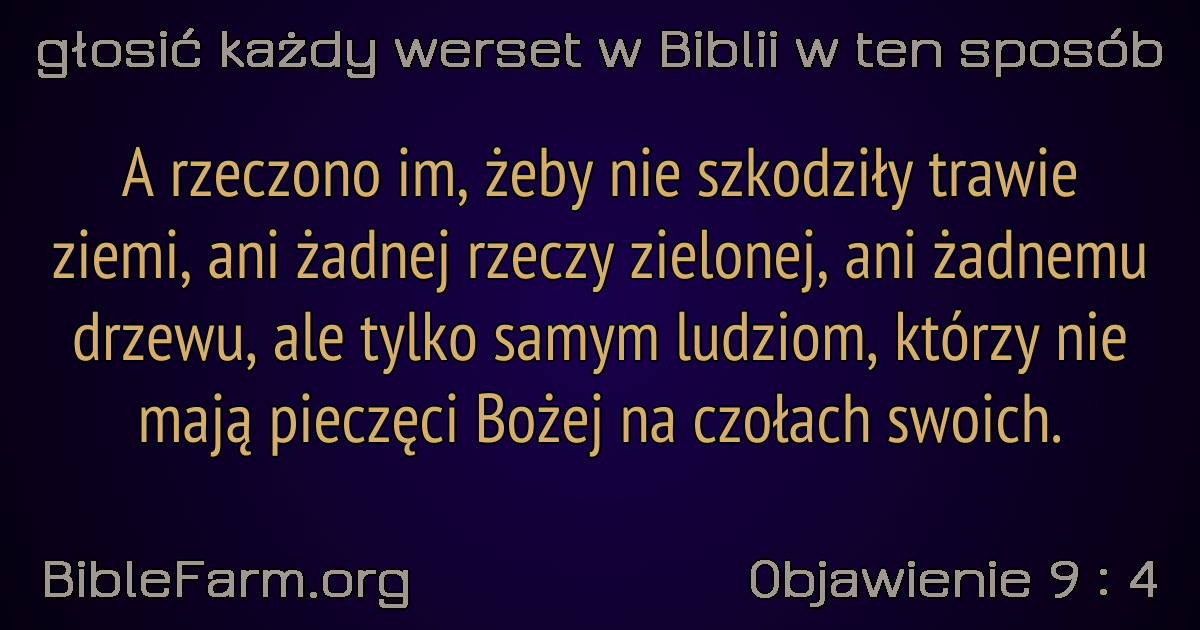 głosić każdy werset w Biblii w ten sposób
A rzeczono im, żeby nie szkodziły trawie
ziemi, ani żadnej rzeczy zielonej, ani żadnemu
drzewu, ale tylko samym ludziom, którzy nie
mają pieczęci Bożej na czołach swoich.
BibleFarm.org
Objawienie 9 : 4